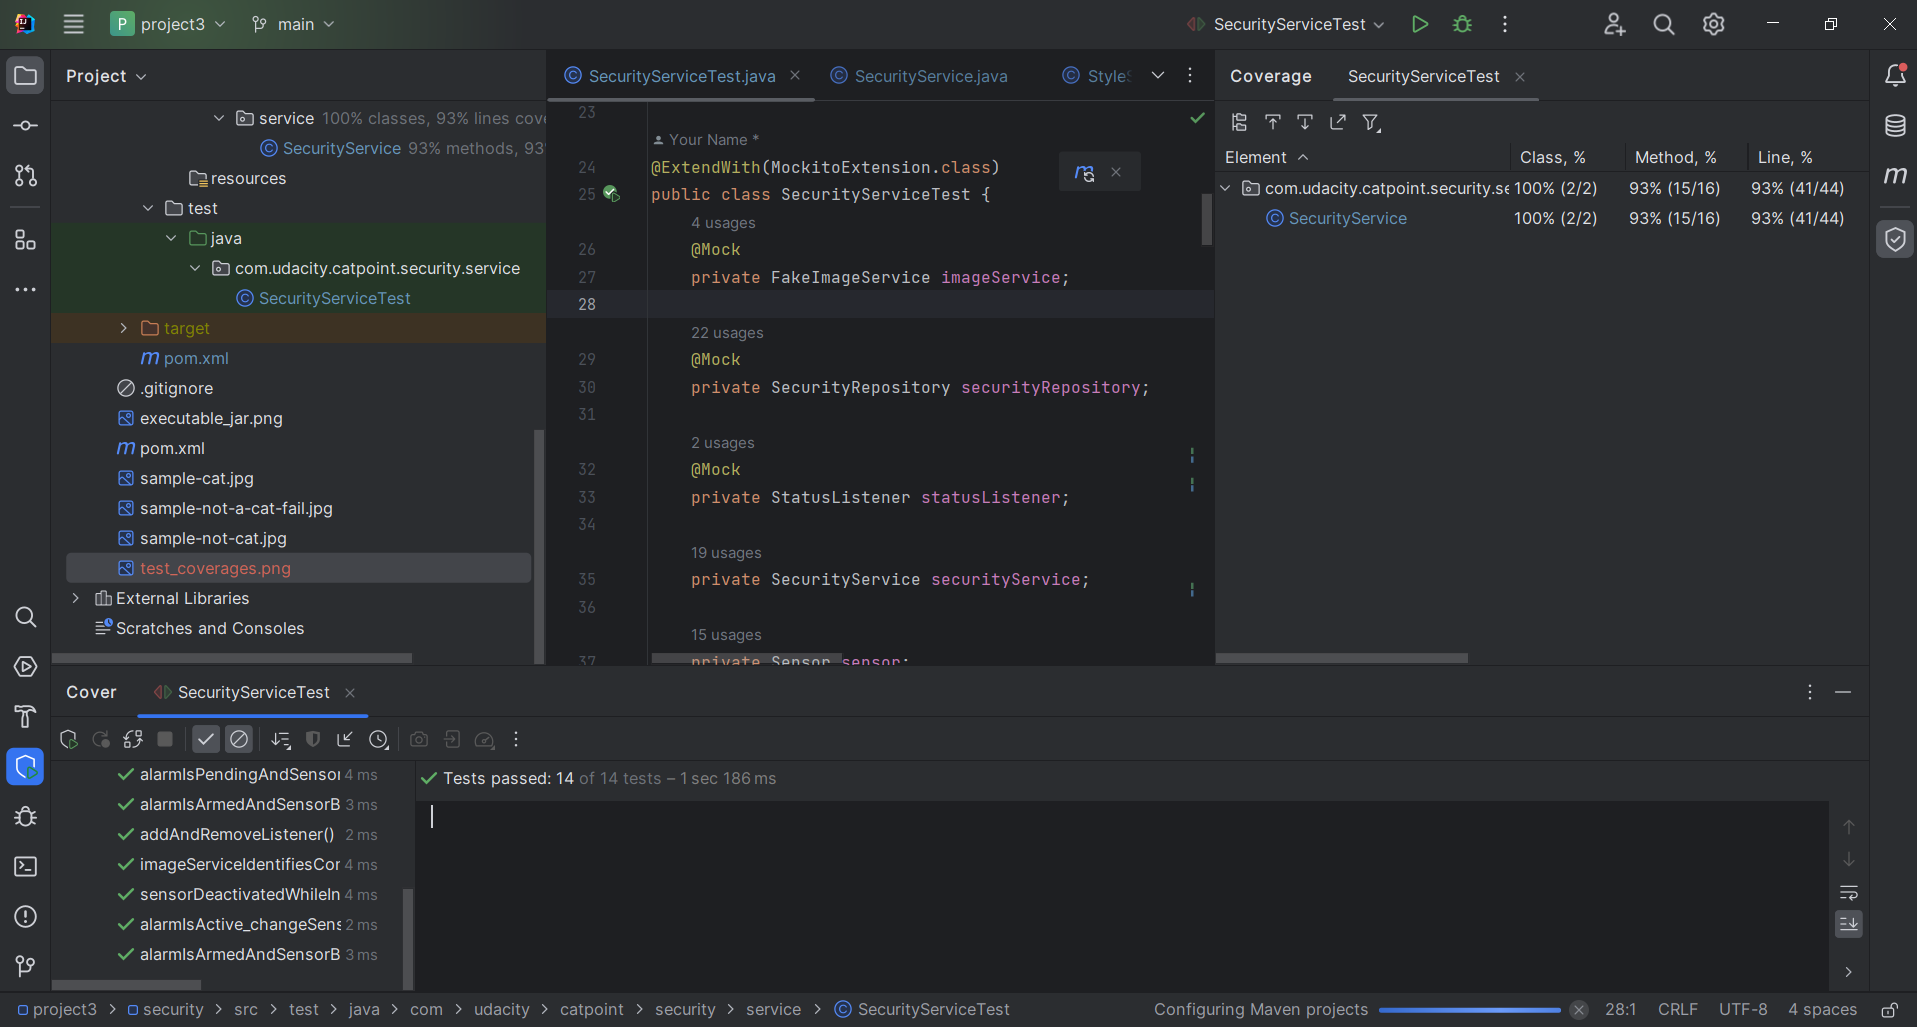 P project3 main SecurityServiceTest
Project
service 100% classes, 93% lines cov
SecurityService 93% methods, 93
resources
test
java
com.udacity.catpoint.security.service
SecurityServiceTest
target
m pom.xml
.gitignore
executable_jar.png
m pom.xml
sample-cat.jpg
sample-not-a-cat-fail.jpg
sample-not-cat.jpg
test_coverages.png
External Libraries
Scratches and Consoles
SecurityServiceTest.java SecurityService.java Style
23
Your Name *
24 @ExtendWith(MockitoExtension.class)
25 public class SecurityServiceTest {
4 usages
26 @Mock
27 private FakeImageService imageService;
28
22 usages
29 @Mock
30 private SecurityRepository securityRepository;
31
2 usages
32 @Mock
33 private StatusListener statusListener;
34
19 usages
35 private SecurityService securityService;
36
15 usages
37 private Sensor sensor;
Coverage SecurityServiceTest
Element Class, % Method, % Line, %
com.udacity.catpoint.security.se 100% (2/2) 93% (15/16) 93% (41/44)
SecurityService 100% (2/2) 93% (15/16) 93% (41/44)
Cover SecurityServiceTest
alarmIsPendingAndSensor 4 ms
alarmIsArmedAndSensorB 3 ms
addAndRemoveListener() 2 ms
imageServiceIdentifiesCor 4 ms
sensorDeactivatedWhileIn 4 ms
alarmIsActive_changeSens 2 ms
alarmIsArmedAndSensorB 3 ms
Tests passed: 14 of 14 tests – 1 sec 186 ms
project3 > security > src > test > java > com > udacity > catpoint > security > service > SecurityServiceTest
Configuring Maven projects 28:1 CRLF UTF-8 4 spaces